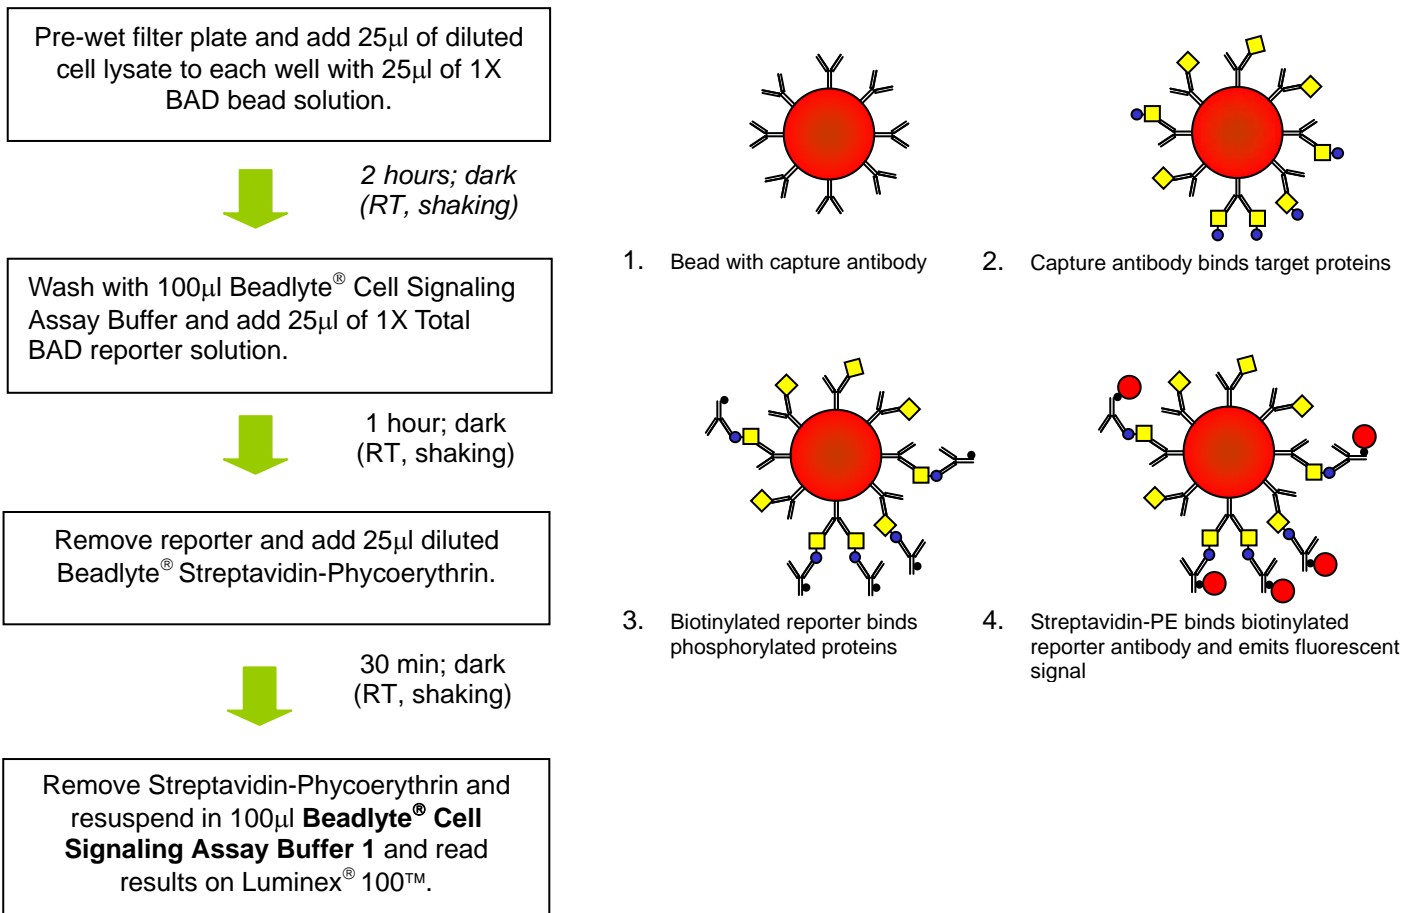 Pre-wet filter plate and add 25µl of diluted
cell lysate to each well with 25µl of 1X
BAD bead solution.
2 hours; dark
(RT, shaking)
Wash with 100µl Beadlyte® Cell Signaling
Assay Buffer and add 25µl of 1X Total
BAD reporter solution.
1 hour; dark
(RT, shaking)
Remove reporter and add 25µl diluted
Beadlyte® Streptavidin-Phycoerythrin.
30 min; dark
(RT, shaking)
Remove Streptavidin-Phycoerythrin and
resuspend in 100µl Beadlyte® Cell
Signaling Assay Buffer 1 and read
results on Luminex® 100™.
1. Bead with capture antibody
2. Capture antibody binds target proteins
3. Biotinylated reporter binds
phosphorylated proteins
4. Streptavidin-PE binds biotinylated
reporter antibody and emits fluorescent
signal